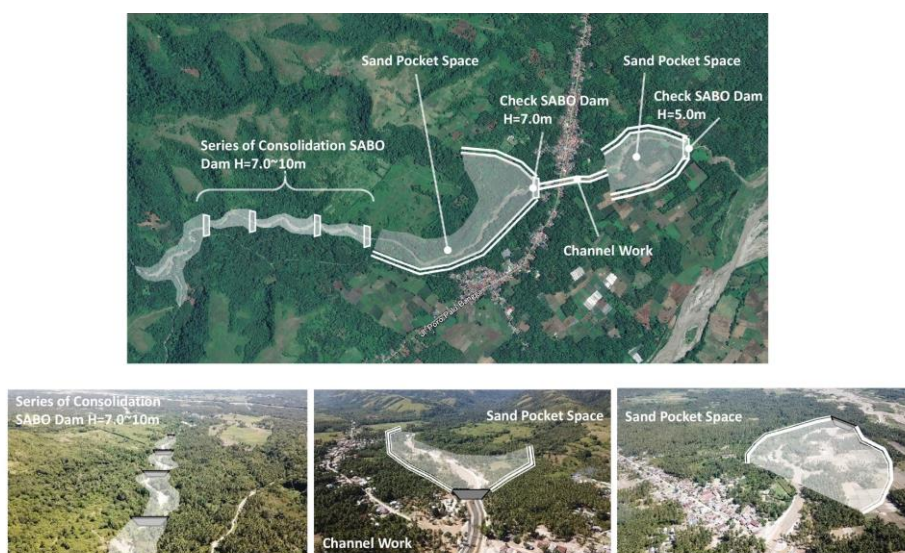 Sand Pocket Space
Sand Pocket Space
Check SABO Dam
H=7.0m
Check SABO Dam
H=5.0m
Series of Consolidation SABO
Dam H=7.0~10m
Channel Work
Series of Consolidation
SABO Dam H=7.0~10m
Sand Pocket Space
Channel Work
Sand Pocket Space